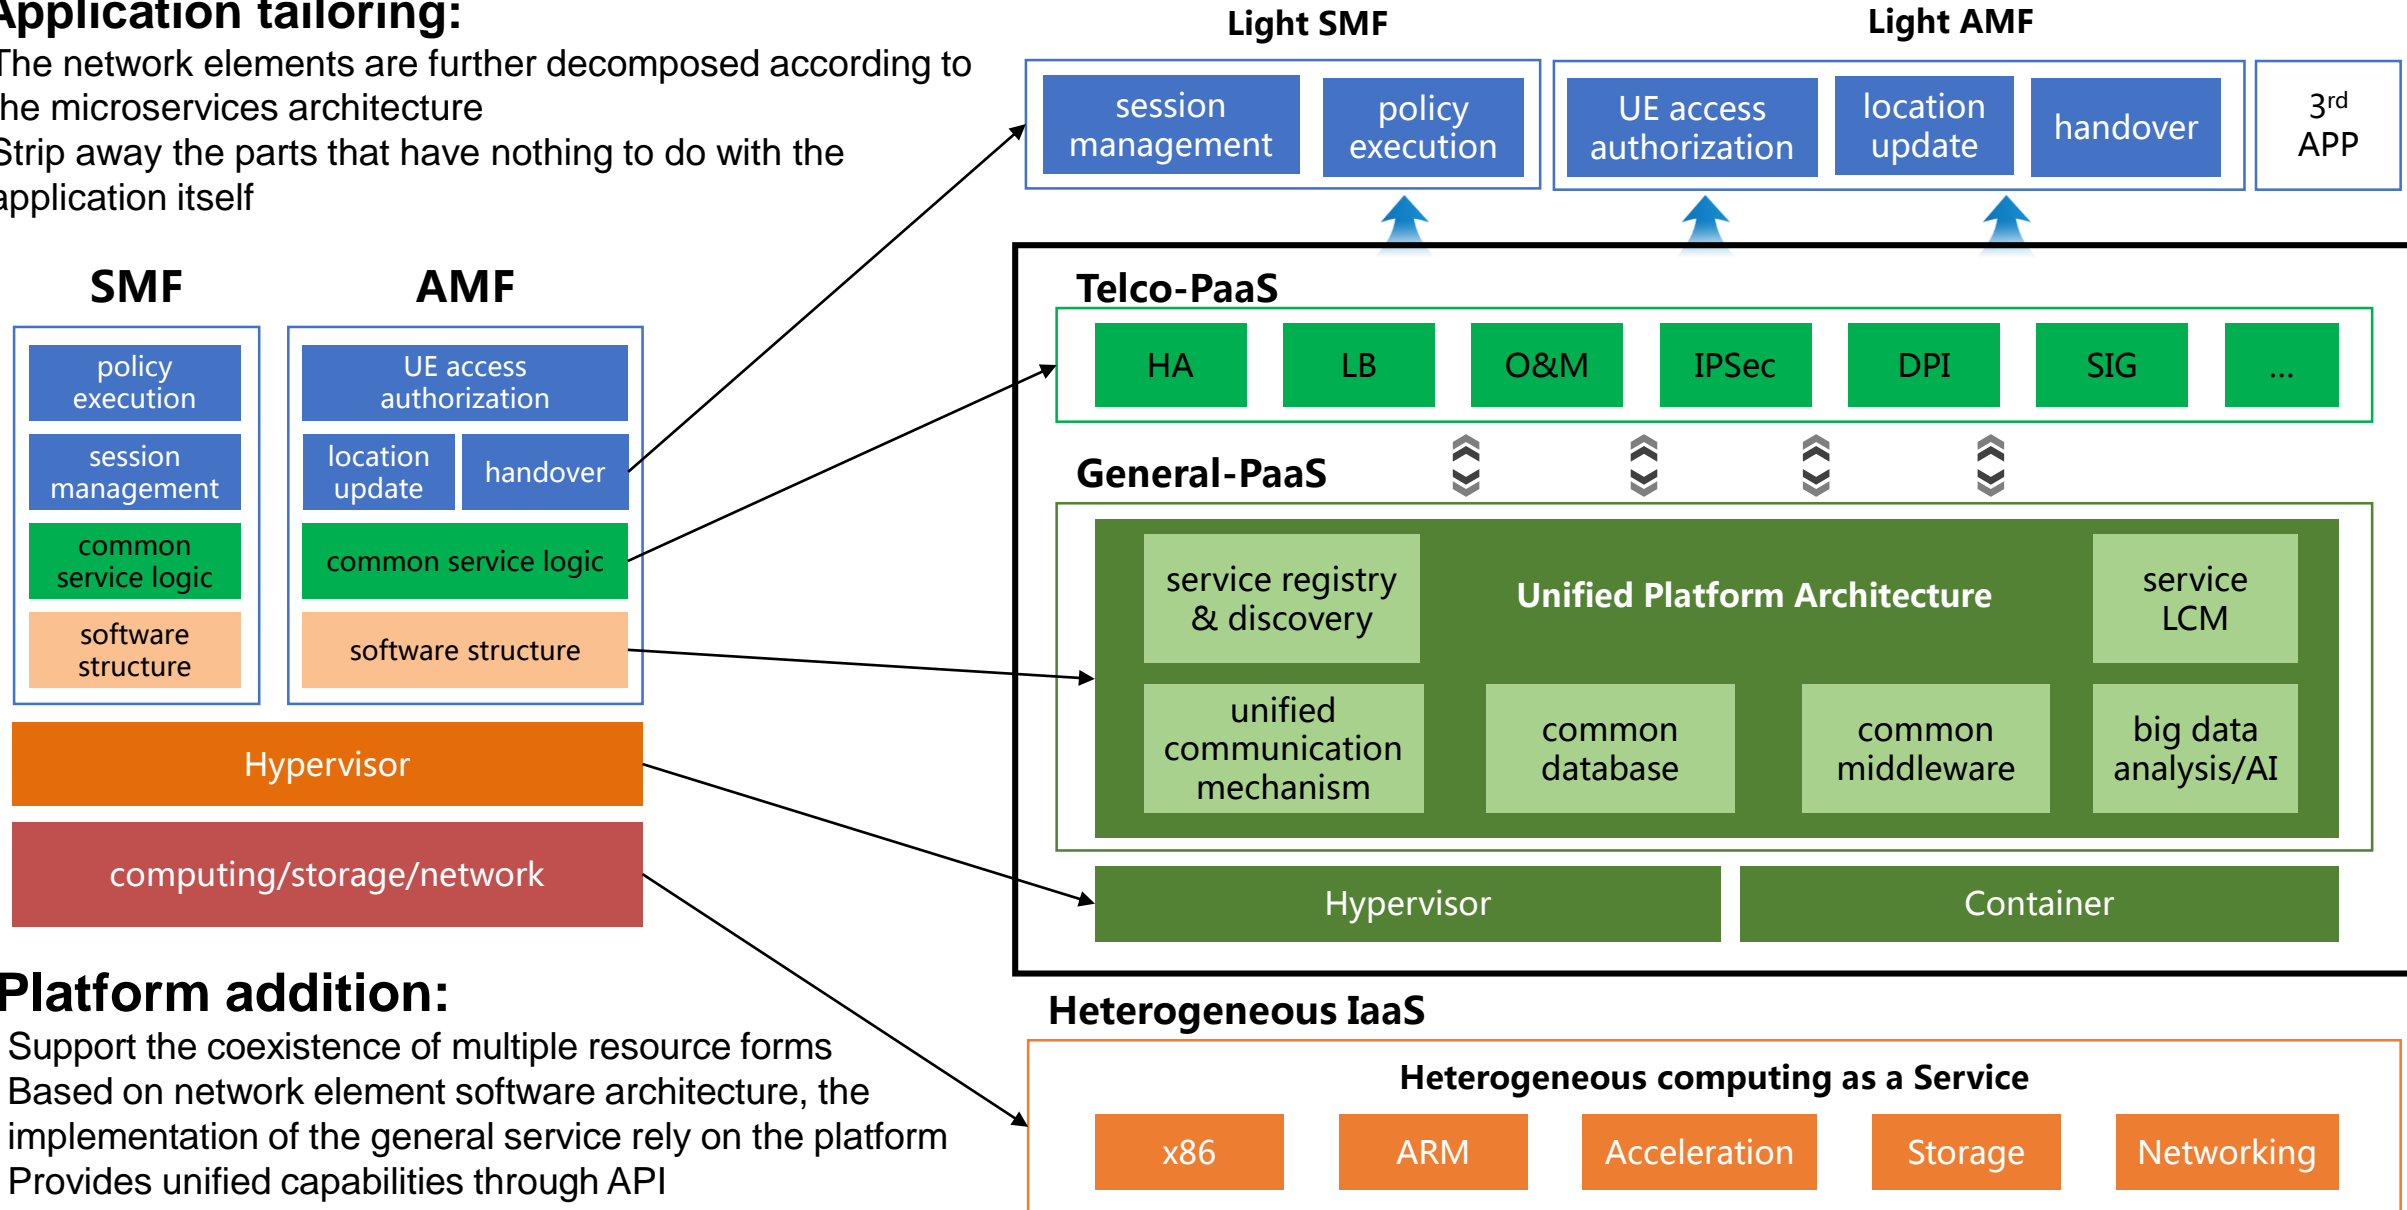 Application tailoring:
The network elements are further decomposed according to
the microservices architecture
Strip away the parts that have nothing to do with the
application itself
SMF
AMF
policy
execution
UE access
authorization
session
management
location
update
handover
common
service logic
common service logic
software
structure
software structure
Hypervisor
computing/storage/network
Platform addition:
Support the coexistence of multiple resource forms
Based on network element software architecture, the
implementation of the general service rely on the platform
Provides unified capabilities through API
Light SMF
Light AMF
session
management
policy
execution
UE access
authorization
location
update
handover
3rd
APP
Telco-PaaS
HA
LB
O&M
IPSec
DPI
SIG
...
General-PaaS
service registry
& discovery
Unified Platform Architecture
service
LCM
unified
communication
mechanism
common
database
common
middleware
big data
analysis/AI
Hypervisor
Container
Heterogeneous IaaS
Heterogeneous computing as a Service
x86
ARM
Acceleration
Storage
Networking